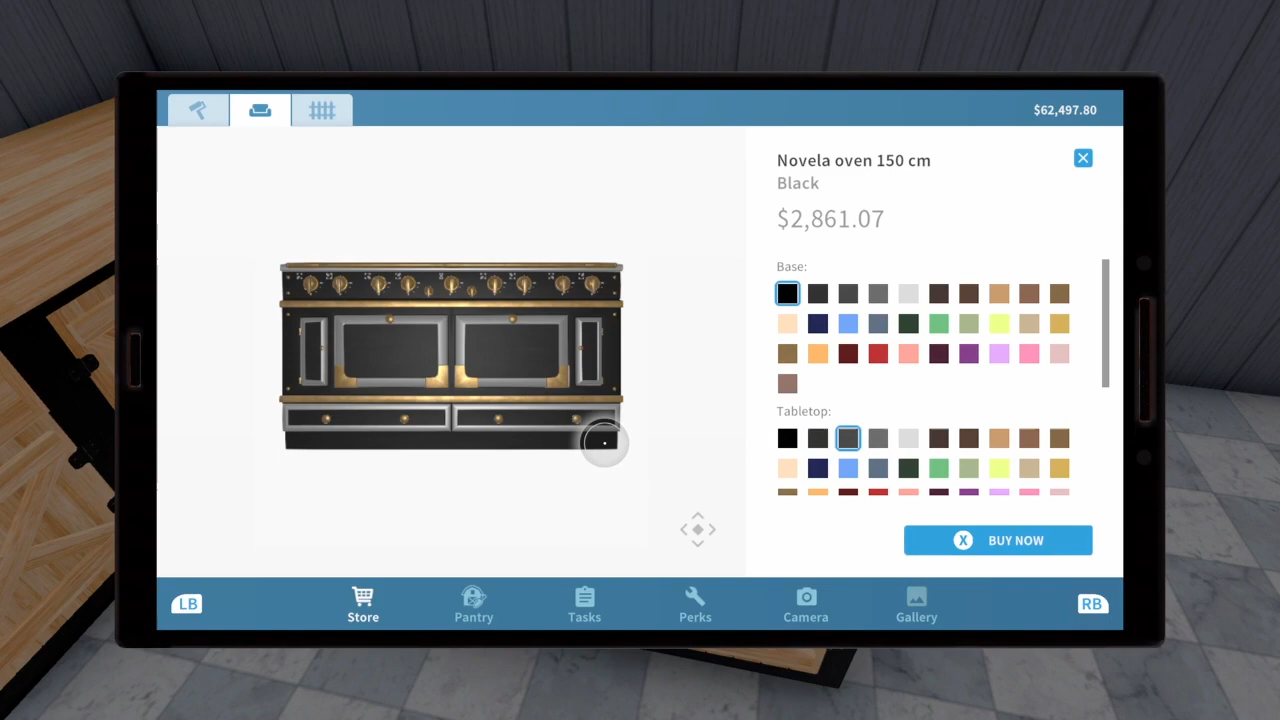 $62,497.80
Novela oven 150 cm
Black
$2,861.07
Base:
Tabletop:
X BUY NOW
LB
Store
Pantry
Tasks
Perks
Camera
Gallery
RB